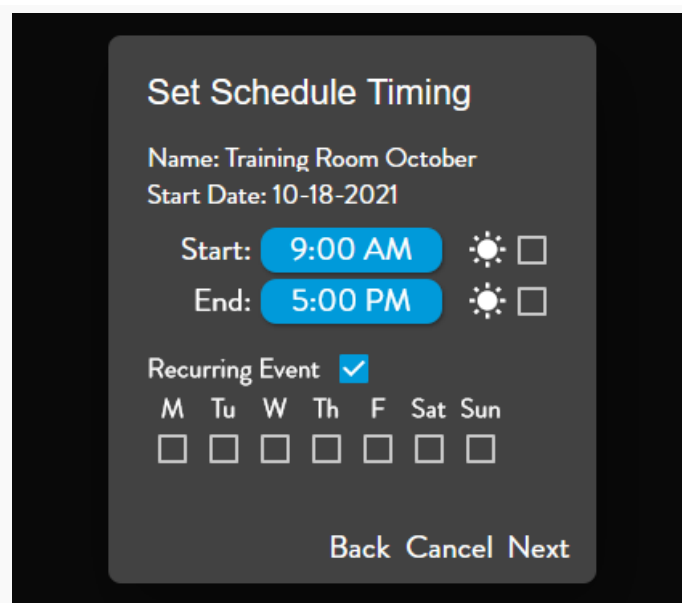 Set Schedule Timing
Name: Training Room October
Start Date: 10-18-2021
Start: 9:00 AM
End: 5:00 PM
Recurring Event
M Tu W Th F Sat Sun
Back Cancel Next